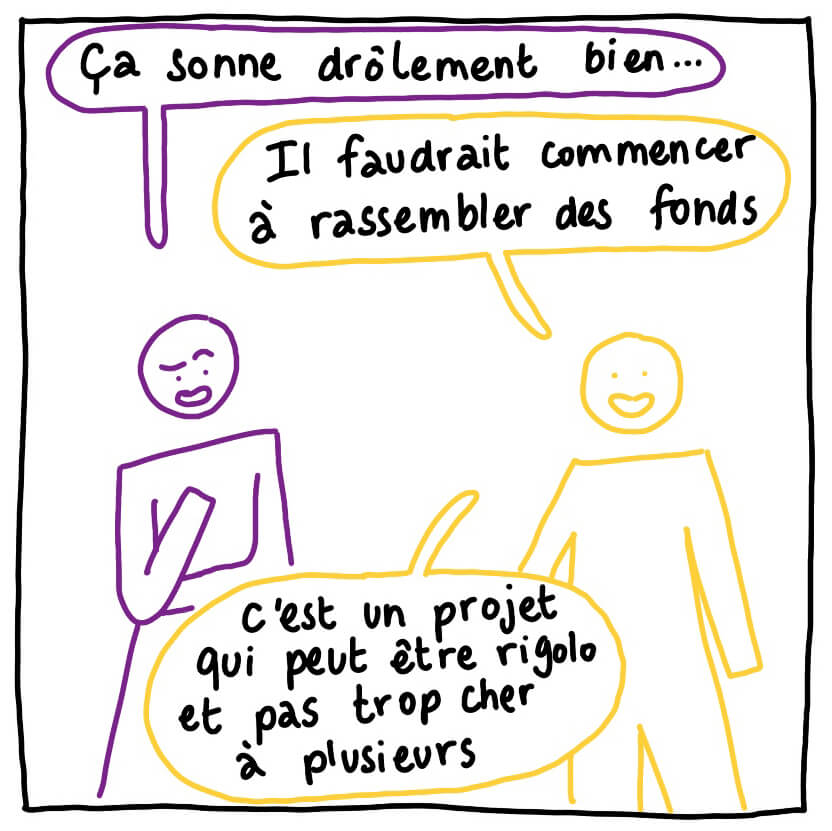 Ça sonne drôlement bien...
Il faudrait commencer
à rassembler des fonds
c'est un projet
qui peut être rigolo
et pas trop cher
à plusieurs